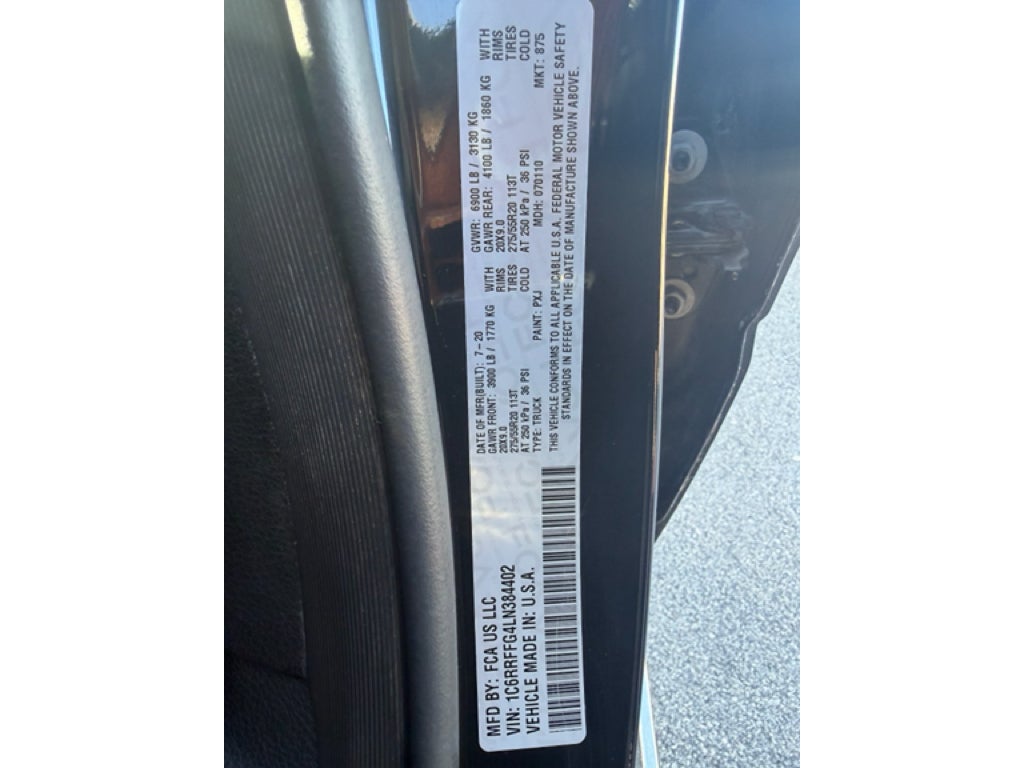 MFD BY: FCA US LLC
VIN: 1C6RRFFG4LN384402
VEHICLE MADE IN: U.S.A.
DATE OF MFR(BUILT): 7-20 GVWR: 6900 LB / 3130 KG
GAWR FRONT: 3900 LB / 1770 KG WITH GAWR REAR: 4100 LB / 1860 KG WITH
20X9.0 RIMS 20X9.0 RIMS
275/55R20 113T TIRES 275/55R20 113T TIRES
AT 250 kPa / 36 PSI COLD AT 250 kPa / 36 PSI COLD
TYPE: TRUCK PAINT: PXJ MDH: 070110 MKT: 875
THIS VEHICLE CONFORMS TO ALL APPLICABLE U.S.A. FEDERAL MOTOR VEHICLE SAFETY
STANDARDS IN EFFECT ON THE DATE OF MANUFACTURE SHOWN ABOVE.